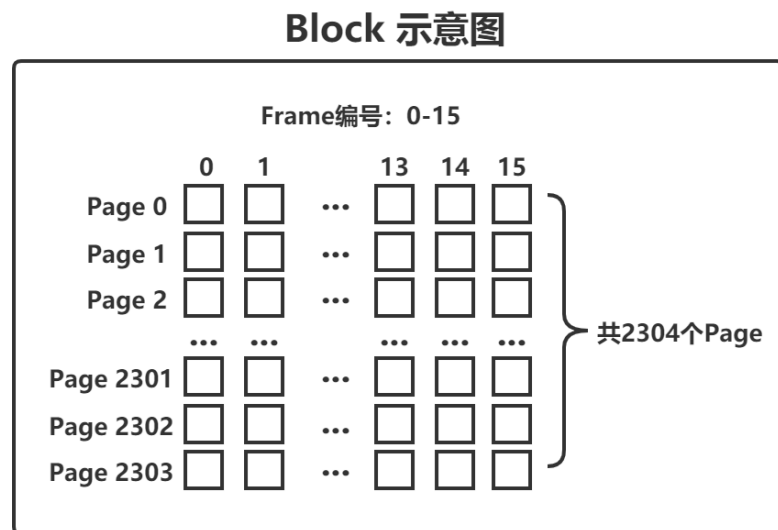 Block 示意图
Frame编号：0-15
0 1 ... 13 14 15
Page 0 ...
Page 1 ...
Page 2 ...
... ... ... ... ...
共2304个Page
Page 2301 ...
Page 2302 ...
Page 2303 ...